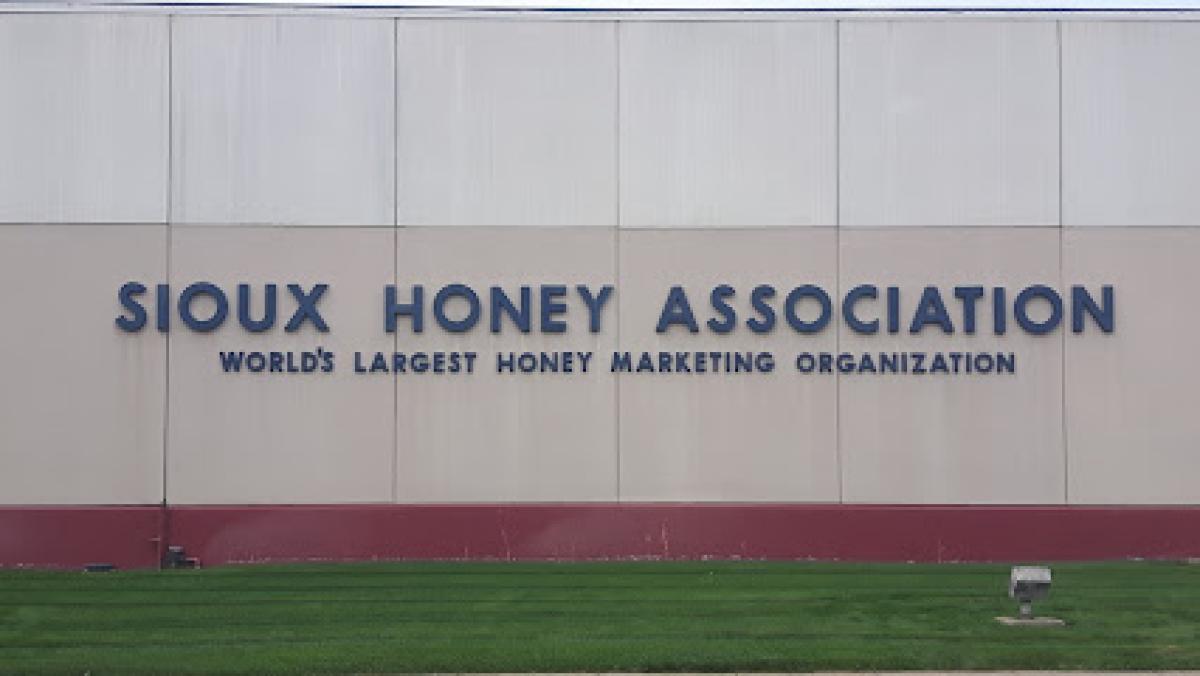 SIOUX HONEY ASSOCIATION
WORLD'S LARGEST HONEY MARKETING ORGANIZATION